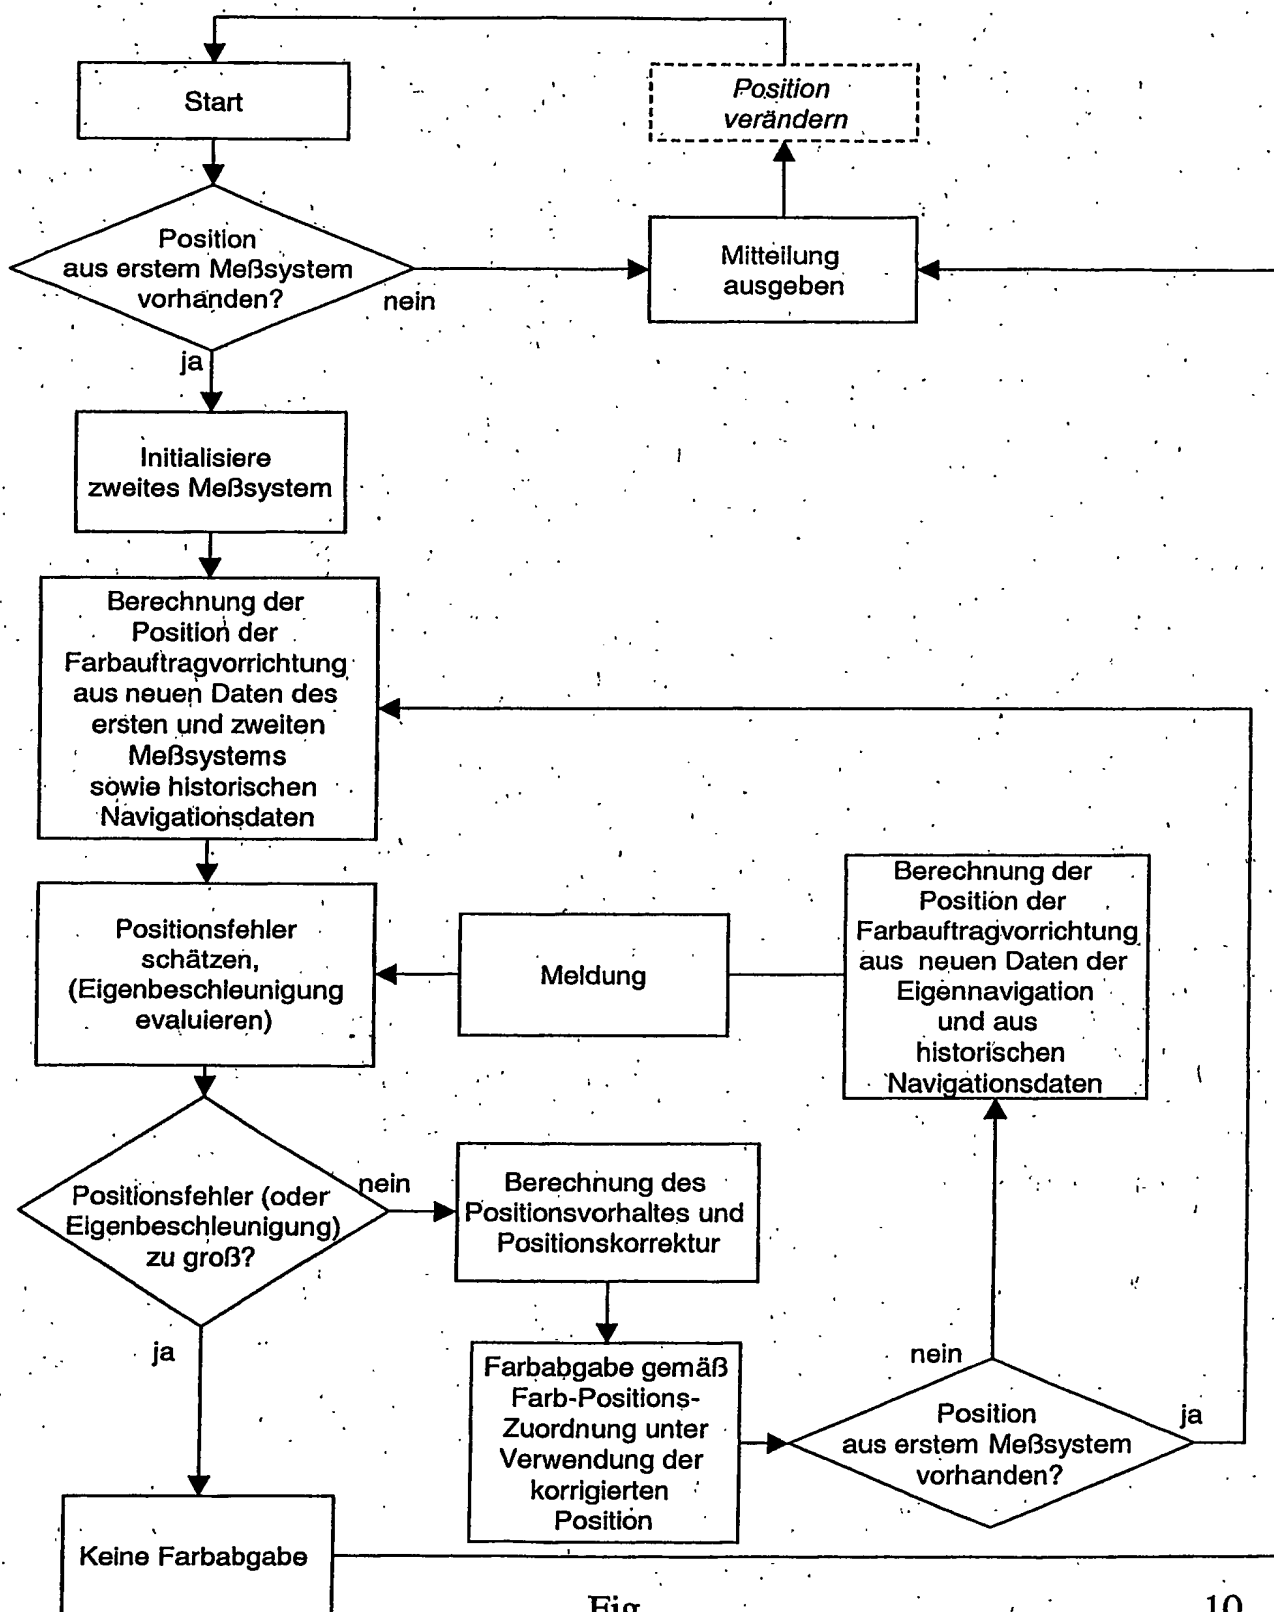 Start
Position
verändern
Position
aus erstem Meßsystem
vorhanden?
nein
Mitteilung
ausgeben
ja
Initialisiere
zweites Meßsystem
Berechnung der
Position der
Farbauftragvorrichtung
aus neuen Daten des
ersten und zweiten
Meßsystems
sowie historischen
Navigationsdaten
Positionsfehler
schätzen,
(Eigenbeschleunigung
evaluieren)
Meldung
Berechnung der
Position der
Farbauftragvorrichtung
aus neuen Daten der
Eigennavigation
und aus
historischen
Navigationsdaten
Positionsfehler (oder
Eigenbeschleunigung)
zu groß?
nein
Berechnung des
Positionsvorhaltes und
Positionskorrektur
ja
Farbabgabe gemäß
Farb-Positions-
Zuordnung unter
Verwendung der
korrigierten
Position
nein
Position
aus erstem Meßsystem
vorhanden?
ja
Keine Farbabgabe
Fig 10